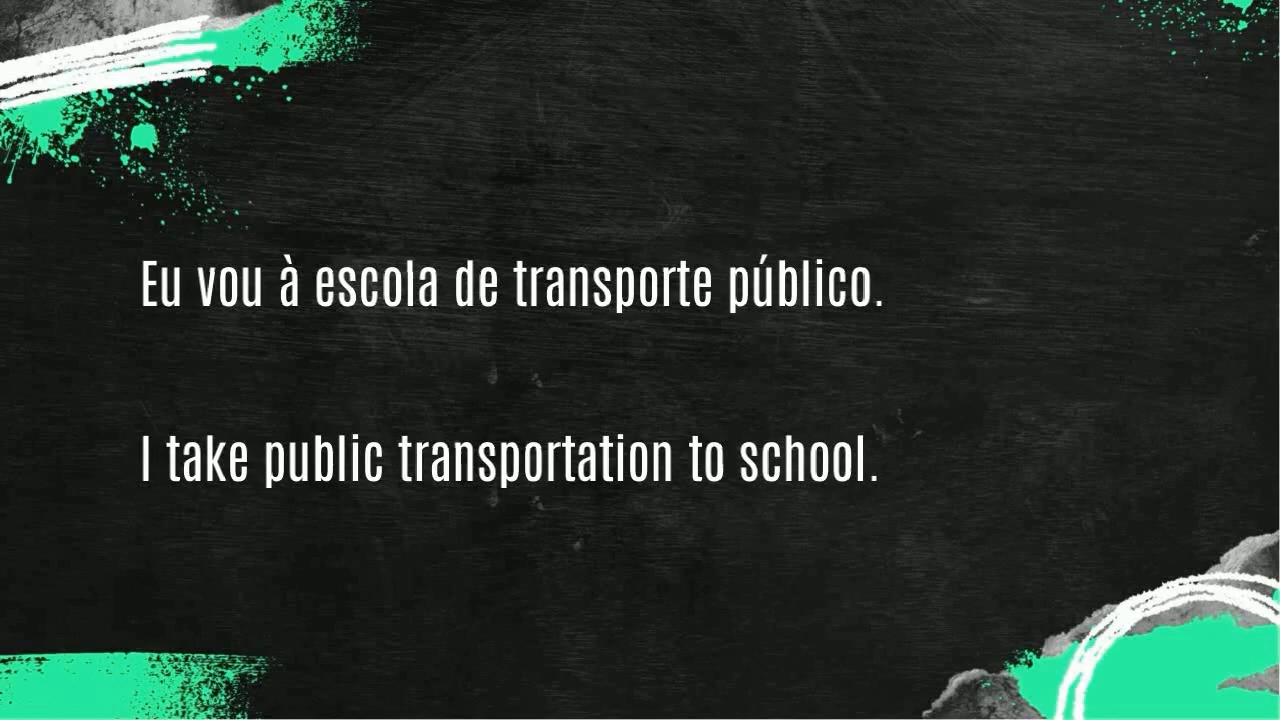 Eu vou à escola de transporte público.
I take public transportation to school.